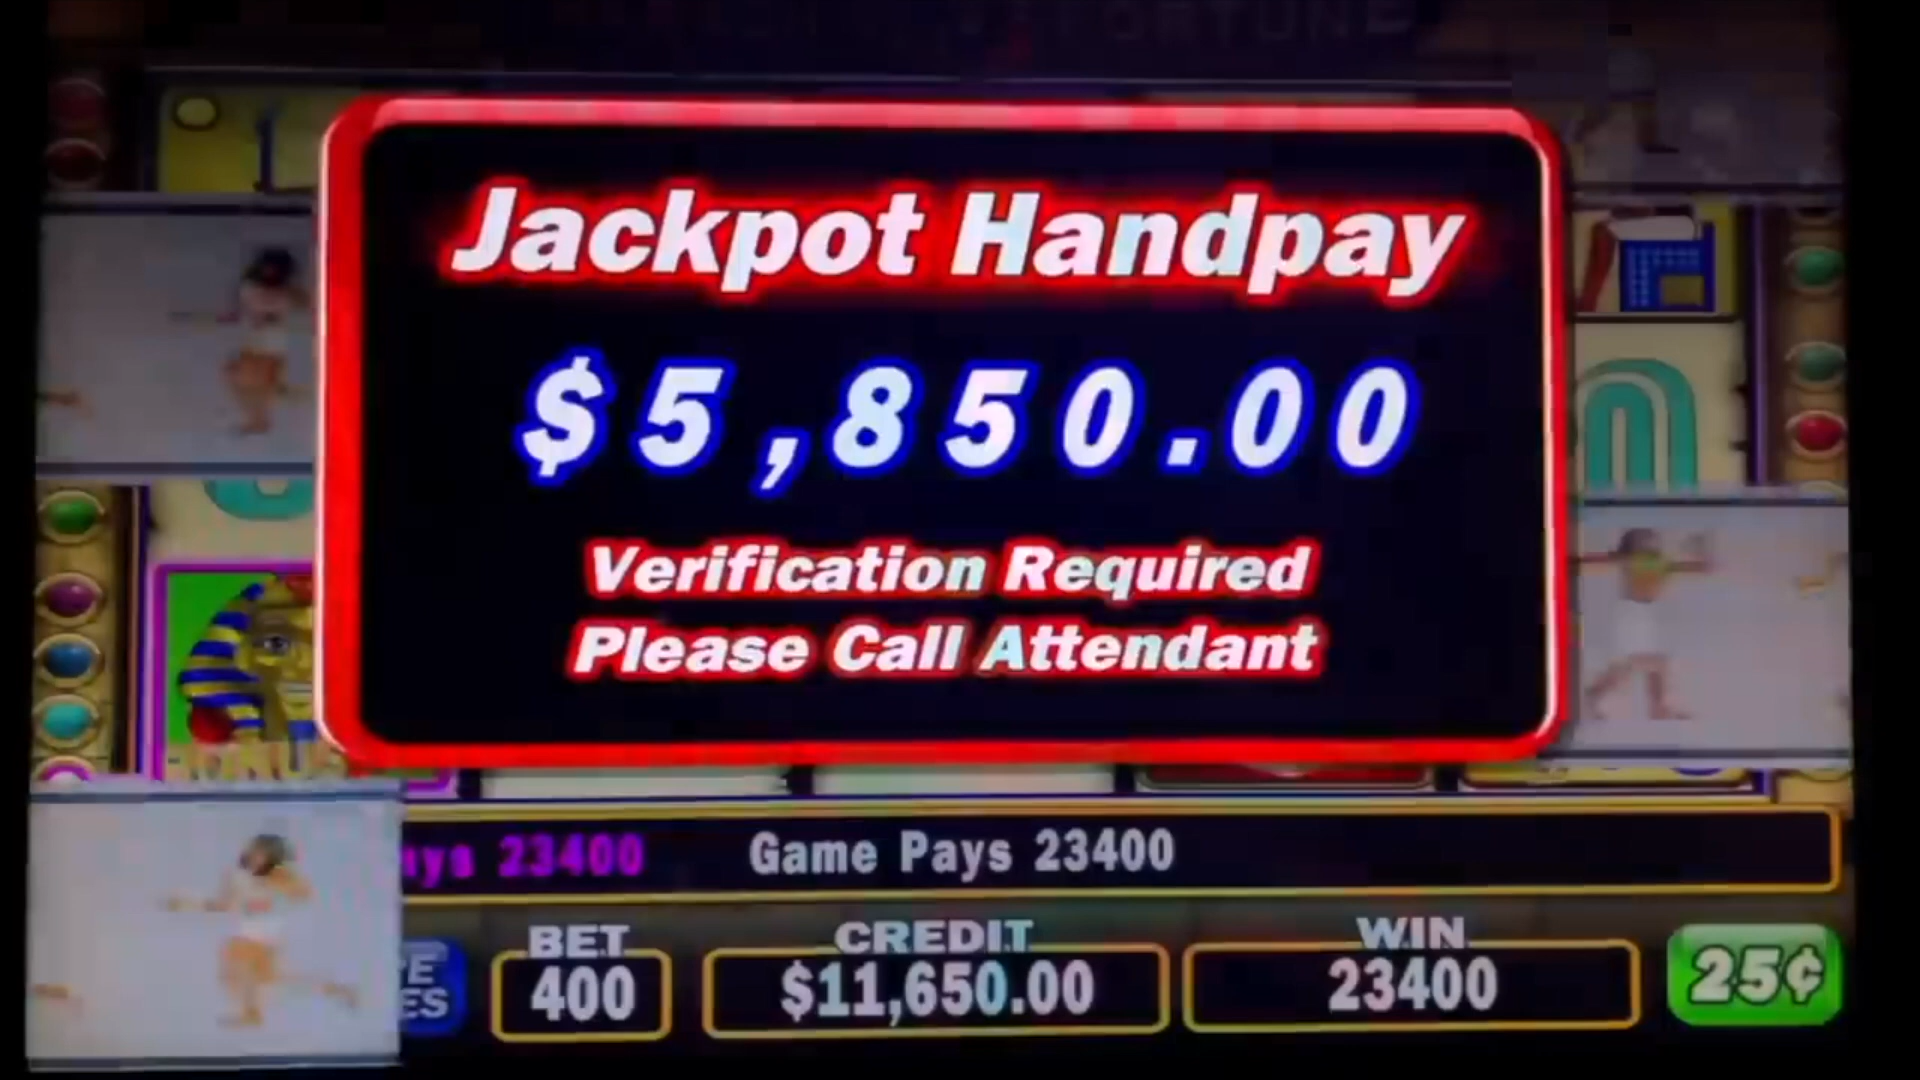 FORTUNE
Jackpot Handpay
$5,850.00
Verification Required
Please Call Attendant
23400
Game Pays 23400
BET
CREDIT
WIN
400
$11,650.00
23400
25¢